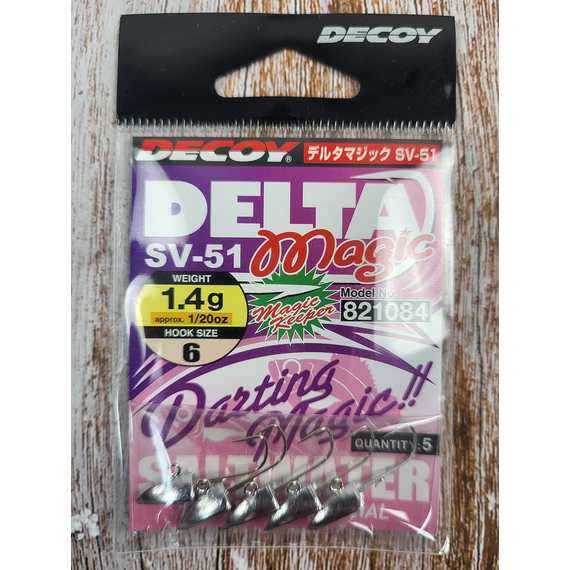 DECOY
DECOY® デルタマジック SV-51
DELTA
SV-51 Magic
WEIGHT
1.4g
approx. 1/20oz
HOOK SIZE
6
Magic
Keeper
Model No.
821084
Darting
Magic!!
QUANTITY:5
SALTWATER